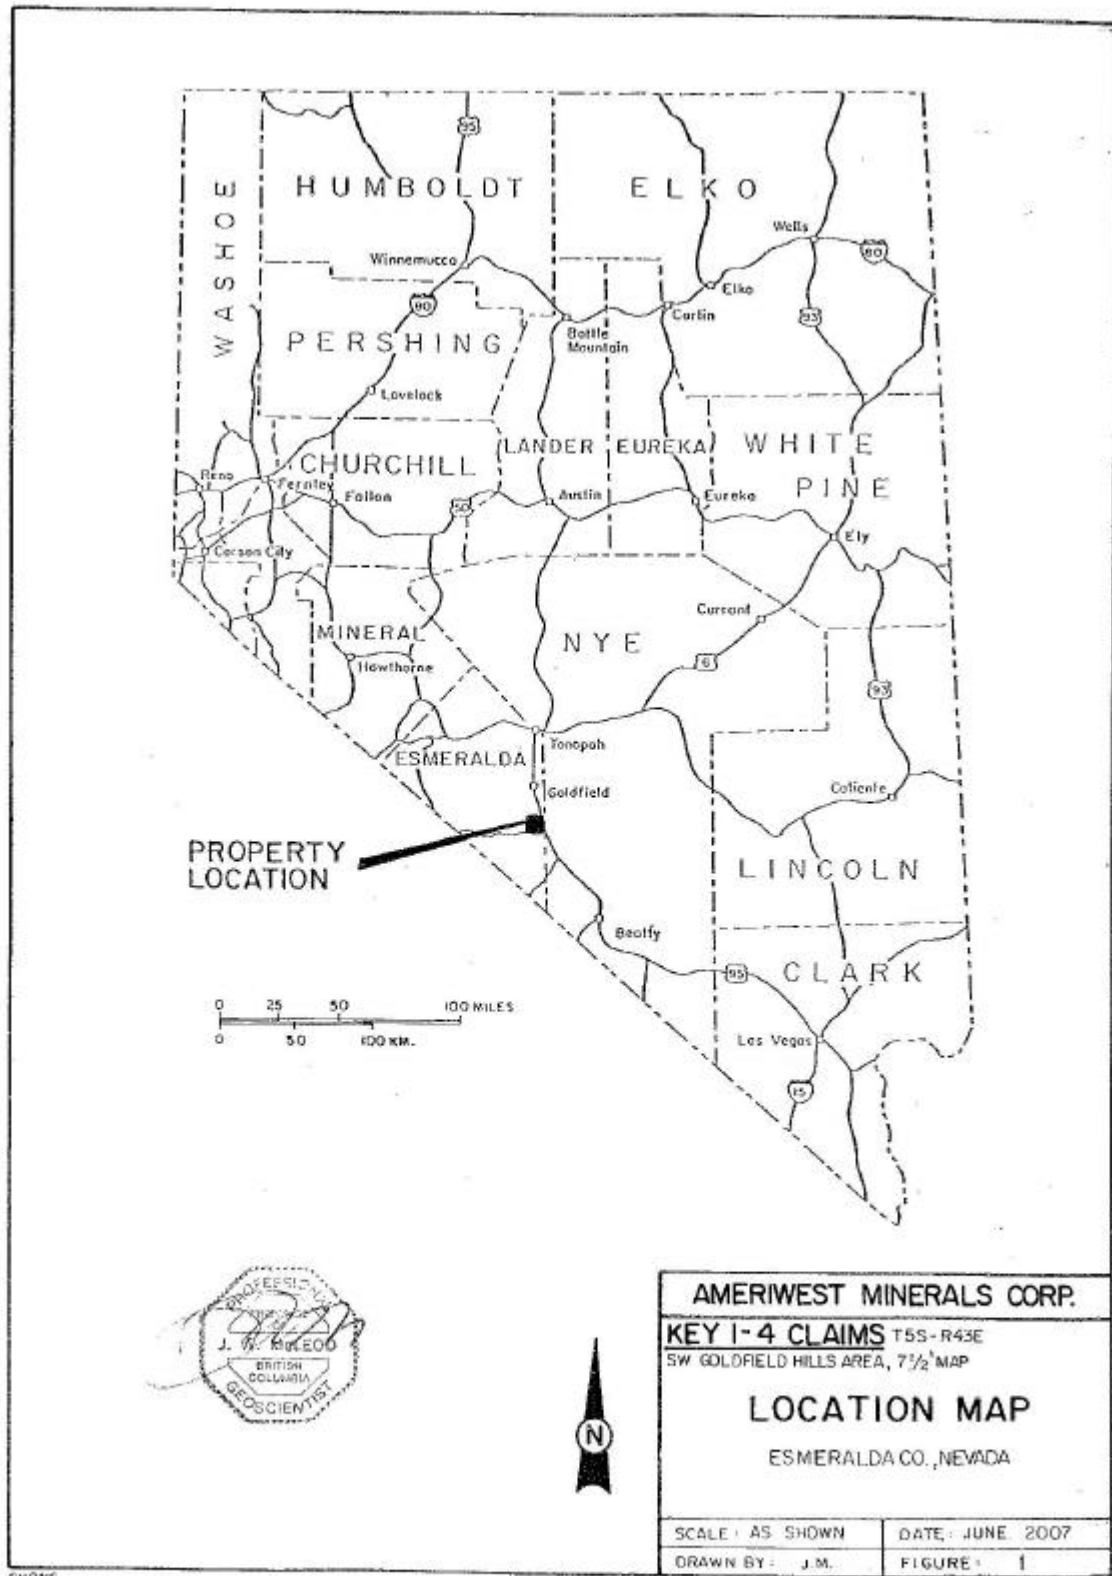 95
HUMBOLDT
ELKO
WASHOE
Wells
80
Winnemucca
Elko
80
Carlin
93
Battle
Mountain
PERSHING
Lovelock
LANDER
EUREKA
WHITE
PINE
CHURCHILL
Reno
Fernley
Fallon
50
Austin
Eureka
Ely
Carson City
Currant
MINERAL
NYE
Hawthorne
6
93
Tonopah
ESMERALDA
Goldfield
Caliente
PROPERTY
LOCATION
LINCOLN
Beatty
95
CLARK
0 25 50 100 MILES
0 50 100 KM.
Las Vegas
15
PROFESSIONAL
J. W. McLEOD
BRITISH
COLUMBIA
GEOSCIENTIST
N
AMERIWEST MINERALS CORP.
KEY 1-4 CLAIMS T5S-R43E
SW GOLDFIELD HILLS AREA, 7 1/2' MAP
LOCATION MAP
ESMERALDA CO., NEVADA
SCALE: AS SHOWN
DATE: JUNE 2007
DRAWN BY: J.M.
FIGURE: 1